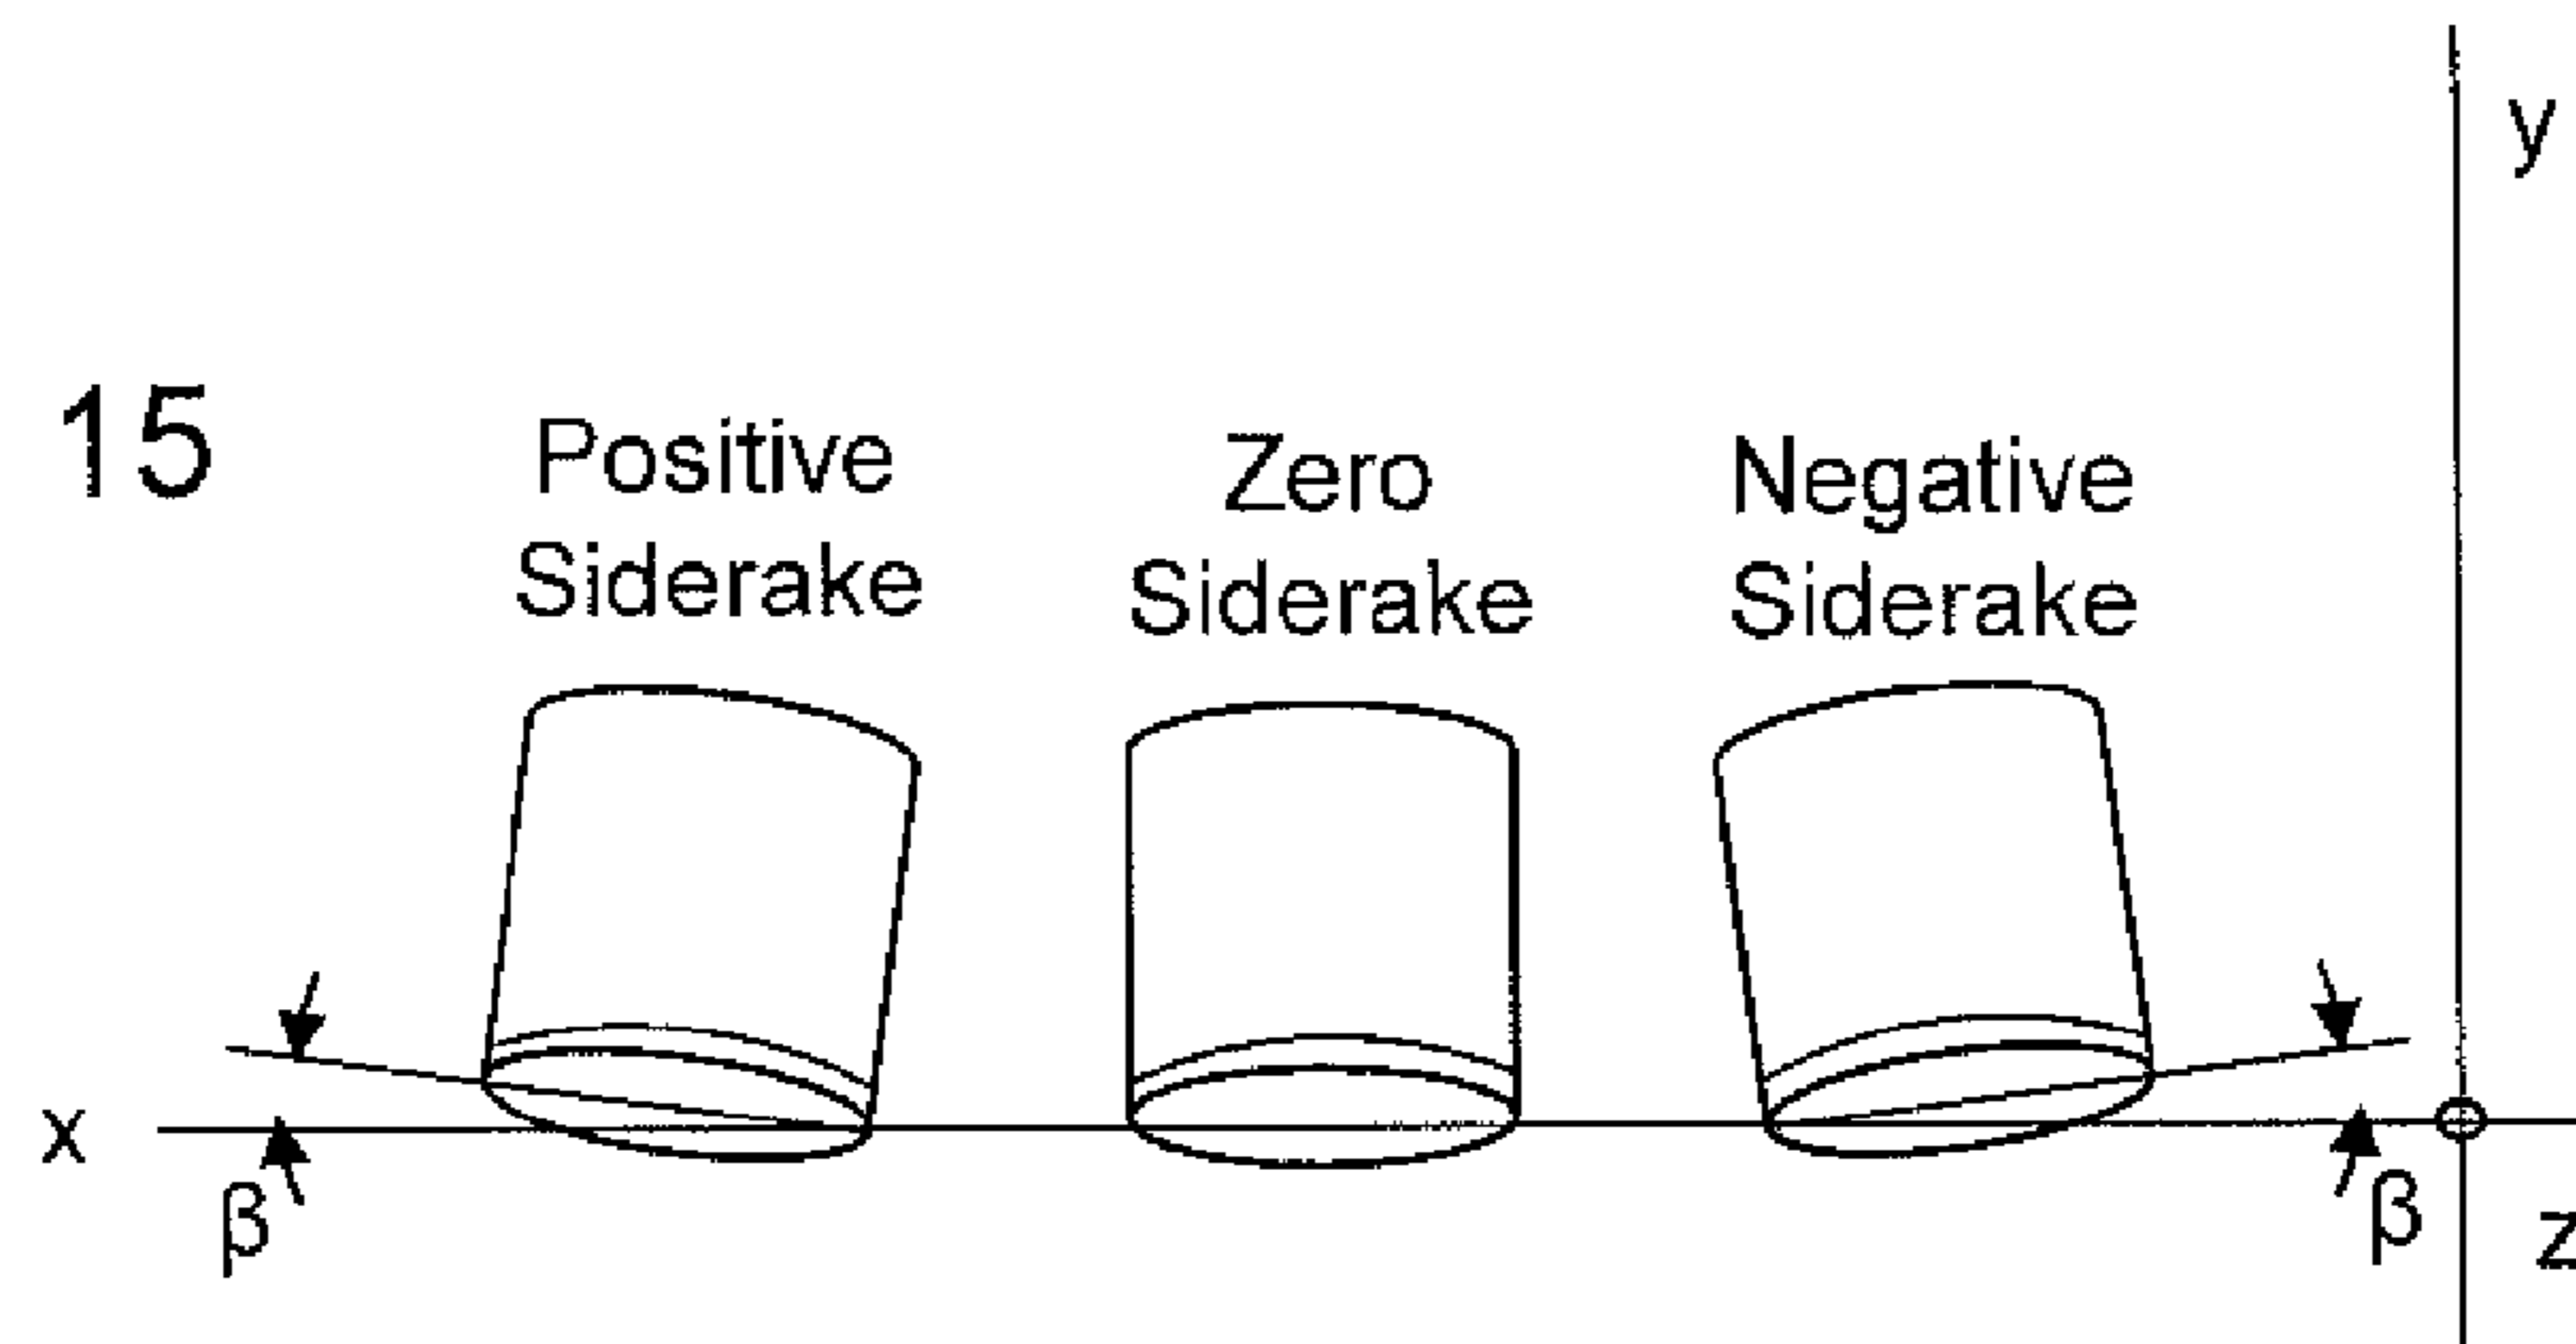 y
15
Positive
Siderake
Zero
Siderake
Negative
Siderake
x
β
β
z